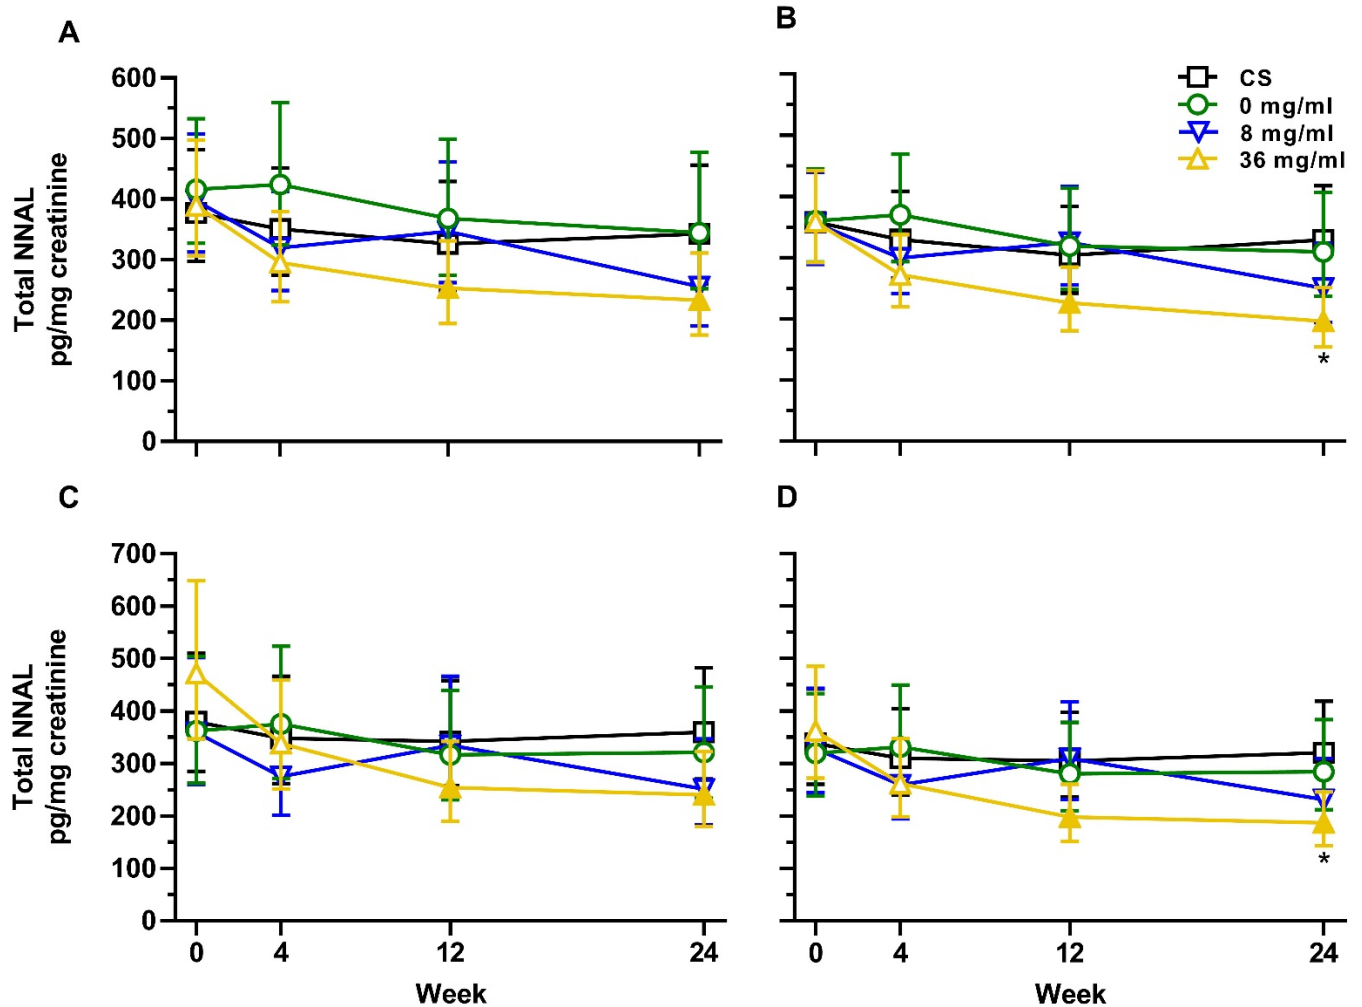 A
B
CS
0 mg/ml
8 mg/ml
36 mg/ml
Total NNAL
pg/mg creatinine
600
500
400
300
200
100
0
*
C
D
Total NNAL
pg/mg creatinine
700
600
500
400
300
200
100
0
*
0 4 12 24
0 4 12 24
Week
Week